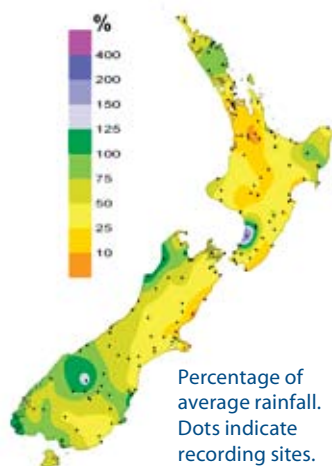 %
400
200
150
125
100
75
50
25
10
Percentage of
average rainfall.
Dots indicate
recording sites.